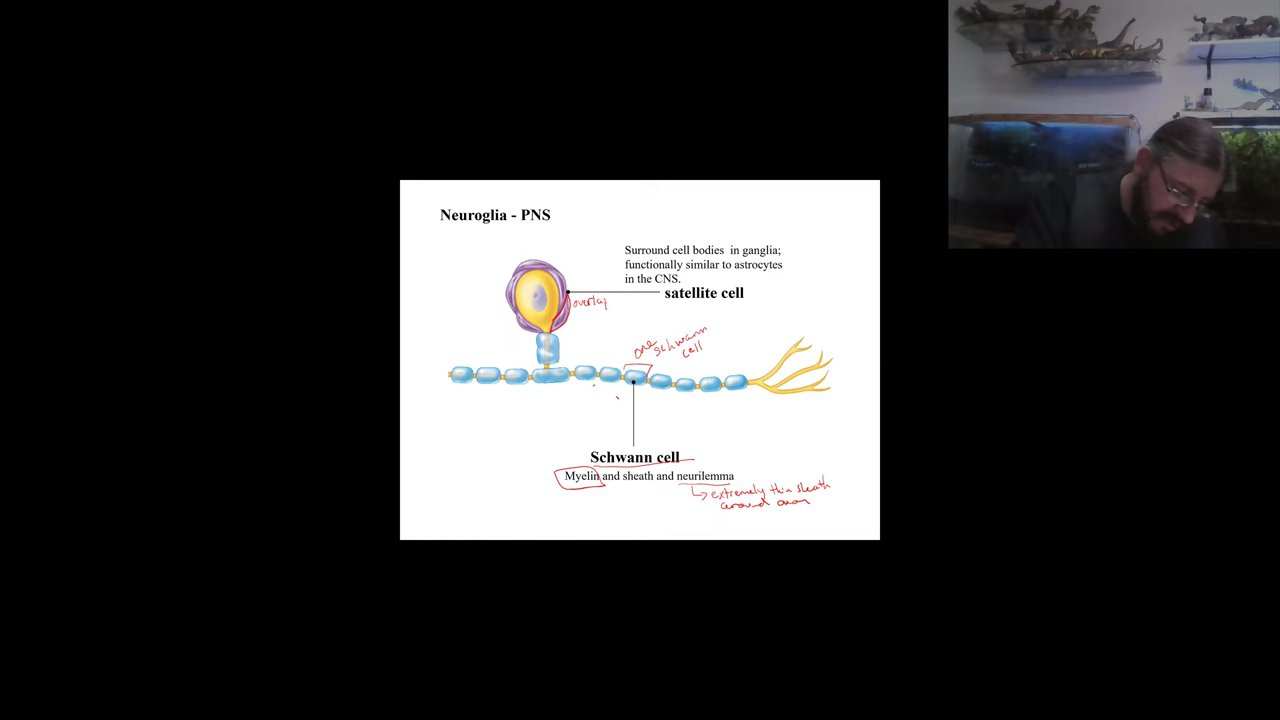 Neuroglia - PNS
Surround cell bodies in ganglia;
functionally similar to astrocytes
in the CNS.
satellite cell
overlap
one schwann
cell
Schwann cell
Myelin and sheath and neurilemma
extremely thin sheath
around axon